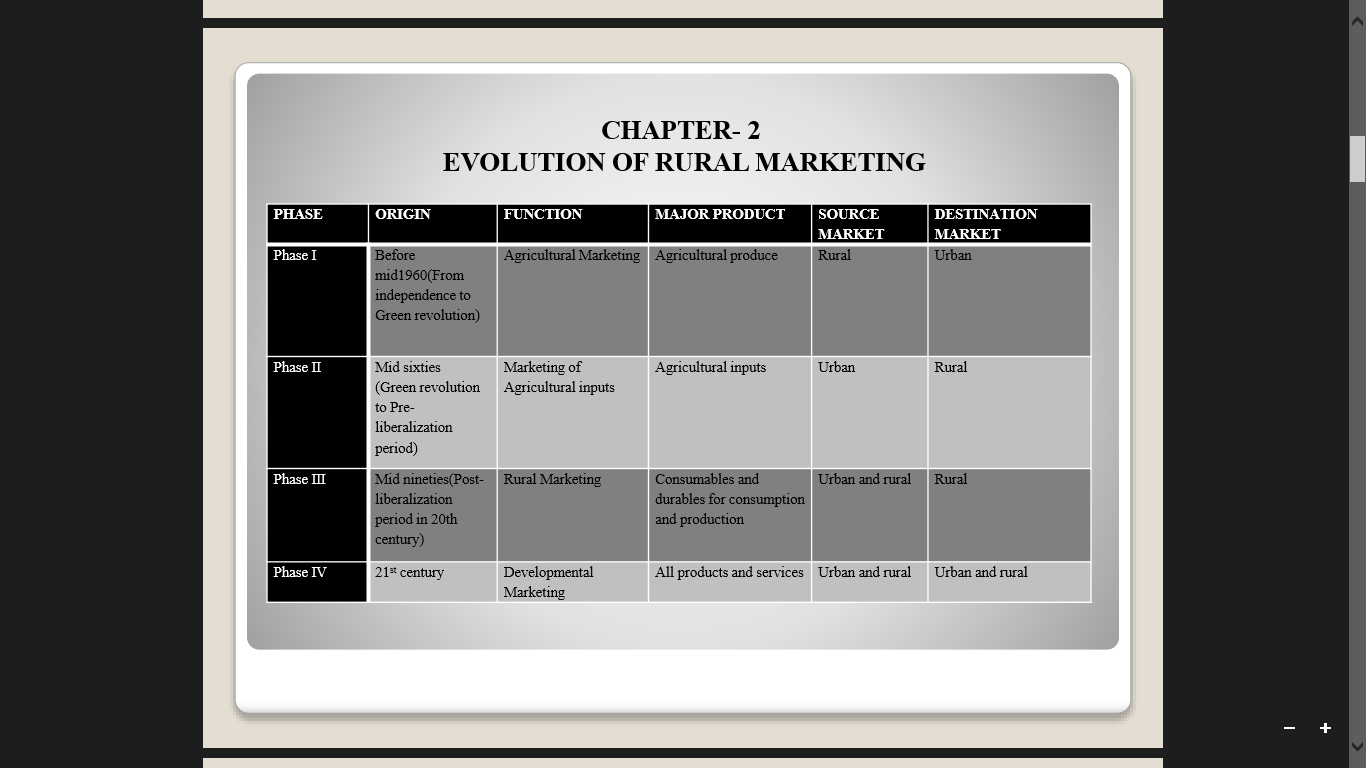 CHAPTER- 2
EVOLUTION OF RURAL MARKETING
PHASE ORIGIN FUNCTION MAJOR PRODUCT SOURCE MARKET DESTINATION MARKET
Phase I
Before
mid1960(From
independence to
Green revolution)
Agricultural Marketing
Agricultural produce
Rural
Urban
Phase II
Mid sixties
(Green revolution
to Pre-
liberalization
period)
Marketing of
Agricultural inputs
Agricultural inputs
Urban
Rural
Phase III
Mid nineties(Post-
liberalization
period in 20th
century)
Rural Marketing
Consumables and
durables for consumption
and production
Urban and rural
Rural
Phase IV
21st century
Developmental
Marketing
All products and services
Urban and rural
Urban and rural